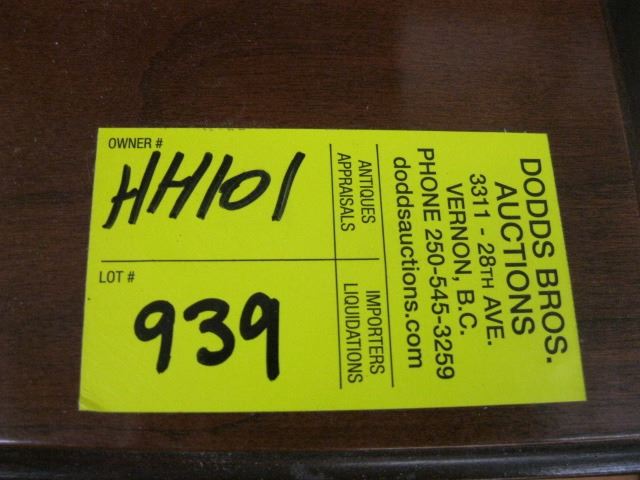 OWNER #
HH101
LOT #
939
ANTIQUES
APPRAISALS
IMPORTERS
LIQUIDATIONS
DODDS BROS.
AUCTIONS
3311 - 28TH AVE.
VERNON, B.C.
PHONE 250-545-3259
doddsauctions.com